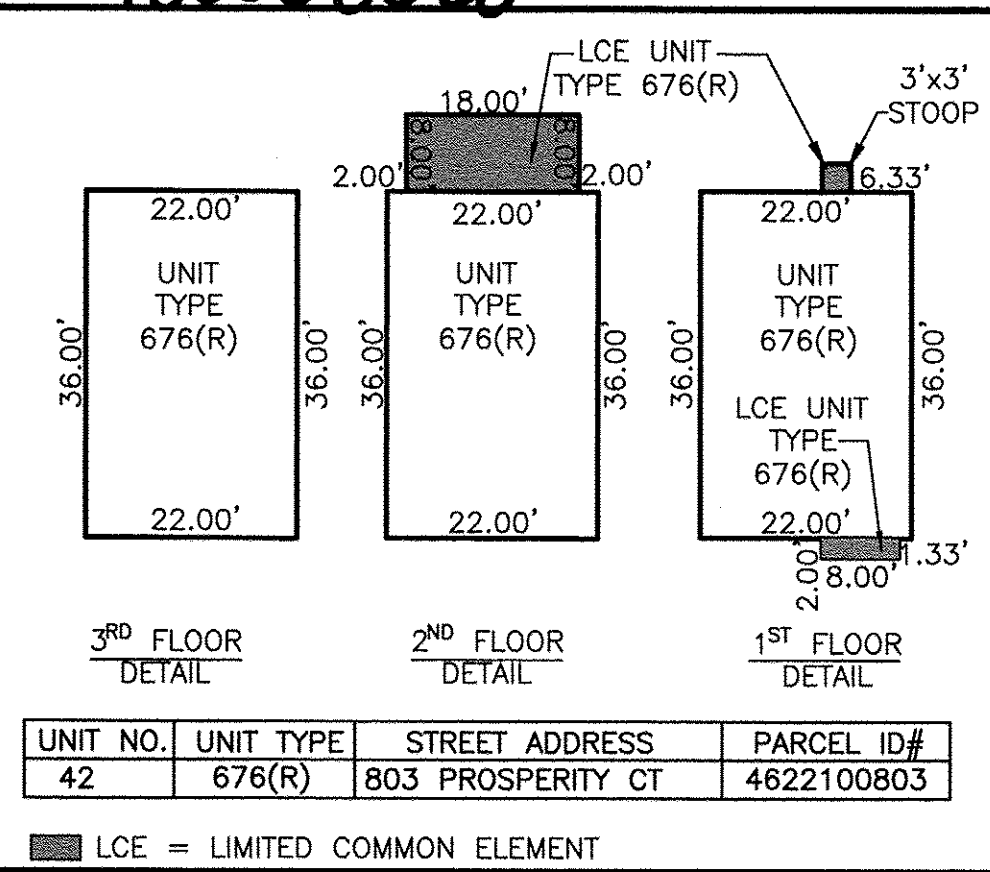 LCE UNIT
TYPE 676(R)
3'x3'
STOOP
18.00'
8.00'
8.00'
2.00'
2.00'
6.33'
22.00'
22.00'
22.00'
UNIT
TYPE
676(R)
UNIT
TYPE
676(R)
UNIT
TYPE
676(R)
36.00'
36.00'
36.00'
36.00'
36.00'
36.00'
LCE UNIT
TYPE
676(R)
22.00'
22.00'
22.00'
1.33'
2.00'
8.00'
3RD FLOOR
DETAIL
2ND FLOOR
DETAIL
1ST FLOOR
DETAIL
UNIT NO. UNIT TYPE STREET ADDRESS PARCEL ID#
42 676(R) 803 PROSPERITY CT 4622100803
LCE = LIMITED COMMON ELEMENT